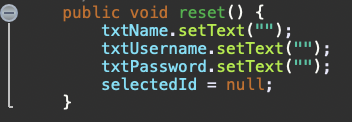 public void reset() {
txtName.setText("");
txtUsername.setText("");
txtPassword.setText("");
selectedId = null;
}